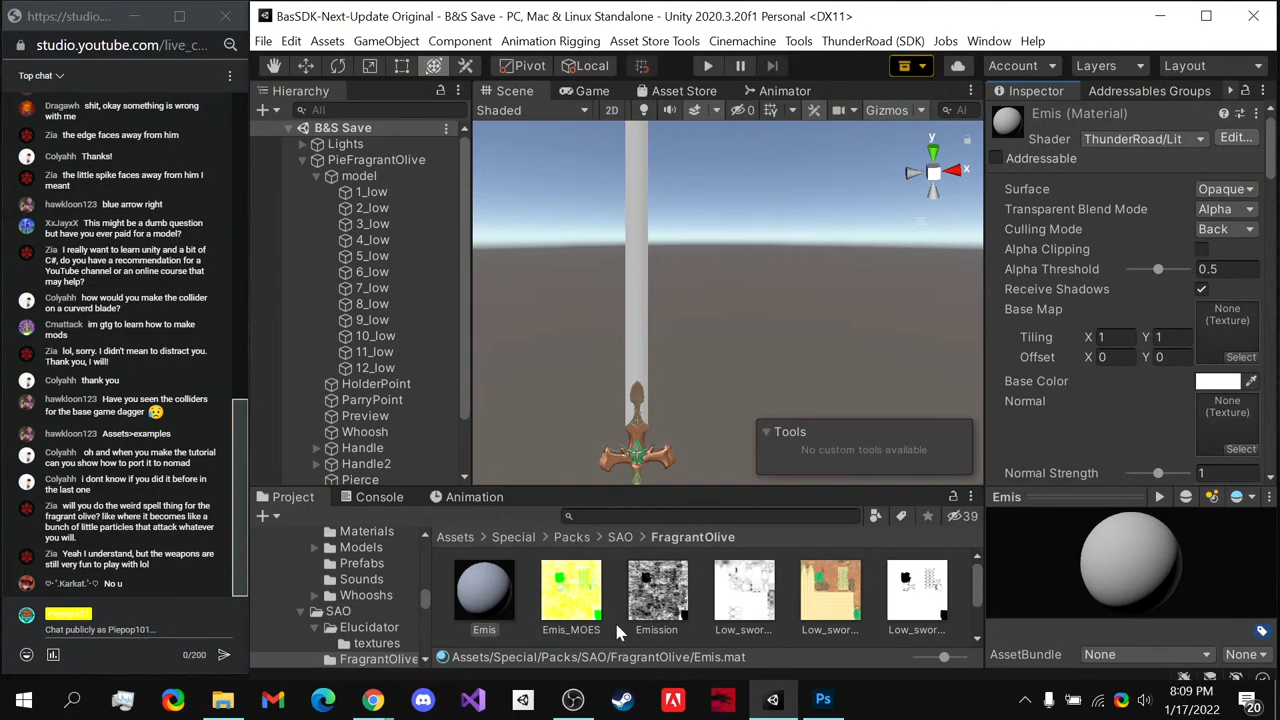 https://studio....
studio.youtube.com/live_c...
Top chat
Dragawh shit, okay something is wrong
with me
Zia the edge faces away from him
Colyahh Thanks!
Zia the little spike faces away from him I
meant
hawkloon123 blue arrow right
XxJayxX This might be a dumb question
but have you ever paid for a model?
Zia I really want to learn unity and a bit of
C#, do you have a recommendation for a
YouTube channel or an online course that
may help?
Colyahh how would you make the collider
on a curverd blade?
Cmattack im gtg to learn how to make
mods
Zia lol, sorry. I didn't mean to distract you.
Thank you, I will!
Colyahh thank you
hawkloon123 Have you seen the colliders
for the base game dagger 😥
hawkloon123 Assets>examples
Colyahh oh and when you make the tutorial
can you show how to port it to nomad
Colyahh i dont know if you did it before in
the last one
Zia will you do the weird spell thing for the
fragrant olive? like where it becomes like a
bunch of little particles that attack whatever
you will.
Zia Yeah I understand, but the weapons are
still very fun to play with lol
♡·.Karkat.·♡ No u
Piepop101
Chat publicly as Piepop101...
0/200
BasSDK-Next-Update Original - B&S Save - PC, Mac & Linux Standalone - Unity 2020.3.20f1 Personal <DX11>
File Edit Assets GameObject Component Animation Rigging Asset Store Tools Cinemachine Tools ThunderRoad (SDK) Jobs Window Help
Pivot Local Account Layers Layout
Hierarchy
All
B&S Save
Lights
PieFragrantOlive
model
1_low
2_low
3_low
4_low
5_low
6_low
7_low
8_low
9_low
10_low
11_low
12_low
HolderPoint
ParryPoint
Preview
Whoosh
Handle
Handle2
Pierce
Scene Game Asset Store Animator
Shaded 2D 0 Gizmos Al
y
x
Tools
No custom tools available
Inspector Addressables Groups
Emis (Material)
Shader ThunderRoad/Lit Edit...
Addressable
Surface Opaque
Transparent Blend Mode Alpha
Culling Mode Back
Alpha Clipping
Alpha Threshold 0.5
Receive Shadows
Base Map None
(Texture)
Tiling X 1 Y 1
Offset X 0 Y 0
Select
Base Color
Normal None
(Texture)
Select
Normal Strength 1
Emis
AssetBundle None None
Project Console Animation
39
Materials
Models
Prefabs
Sounds
Whooshs
SAO
Elucidator
textures
FragrantOlive
Assets > Special > Packs > SAO > FragrantOlive
Emis Emis_MOES Emission Low_swor... Low_swor... Low_swor...
Assets/Special/Packs/SAO/FragrantOlive/Emis.mat
Ps
8:09 PM
1/17/2022
20